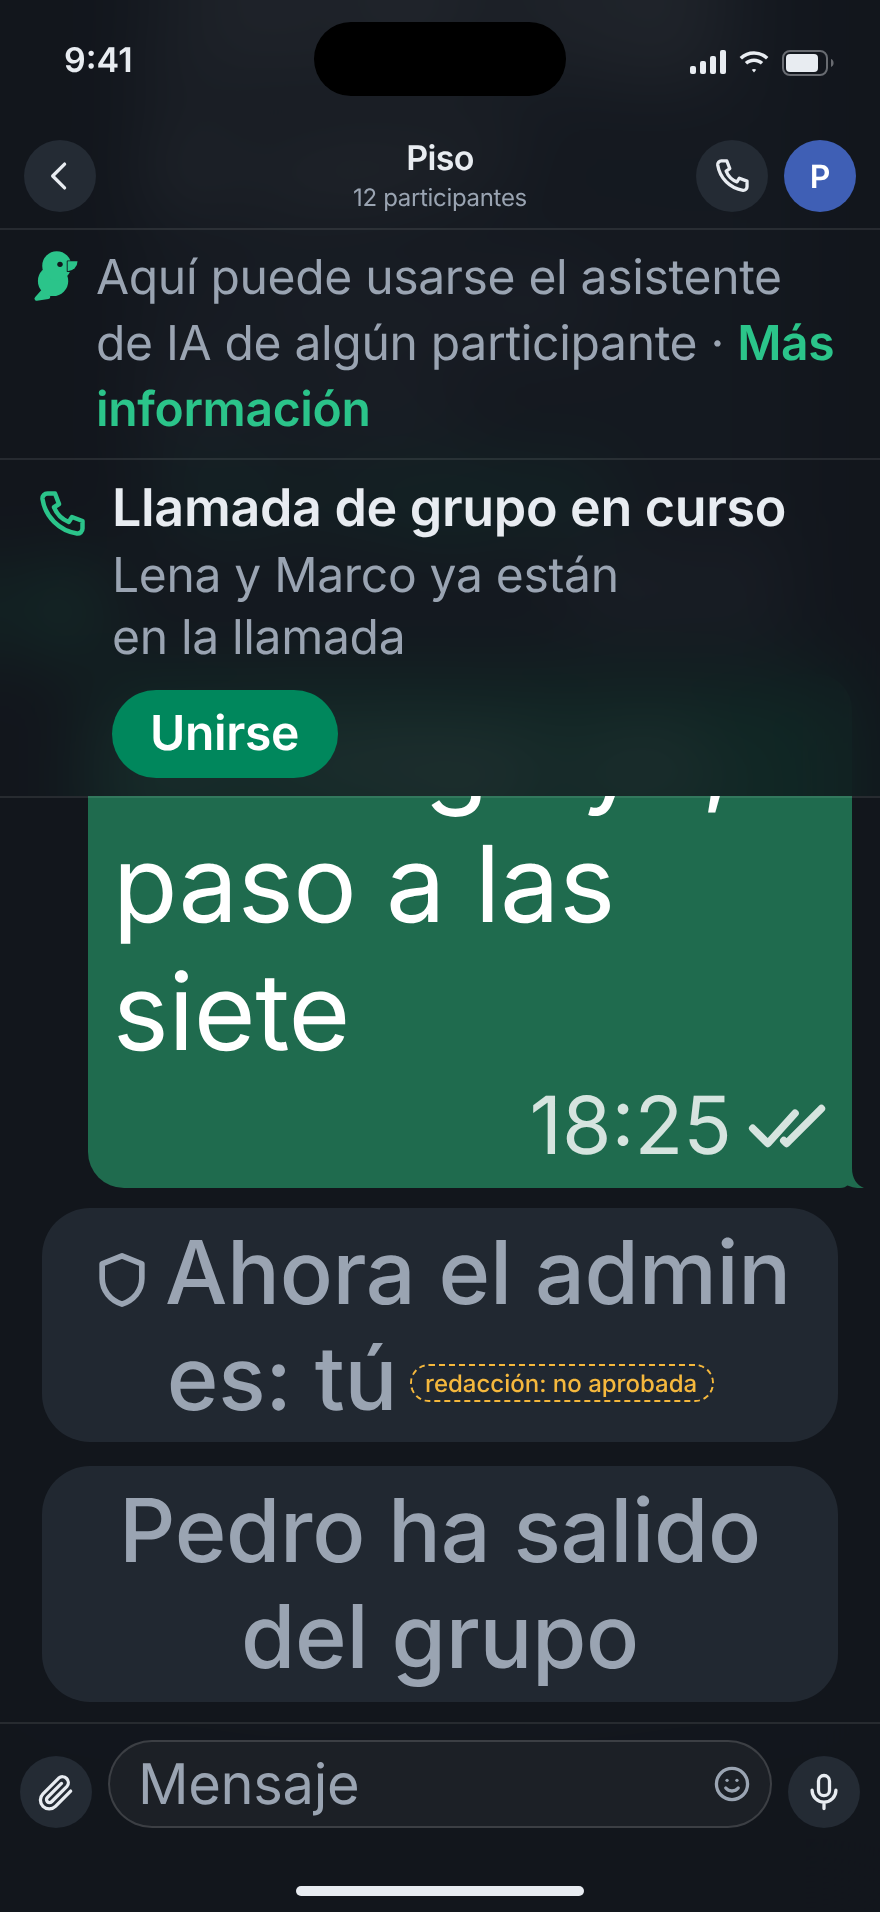 9:41
Piso
12 participantes
P
Aquí puede usarse el asistente
de IA de algún participante · Más
información
Llamada de grupo en curso
Lena y Marco ya están
en la llamada
Unirse
paso a las
siete
18:25
Ahora el admin
es: tú redacción: no aprobada
Pedro ha salido
del grupo
Mensaje